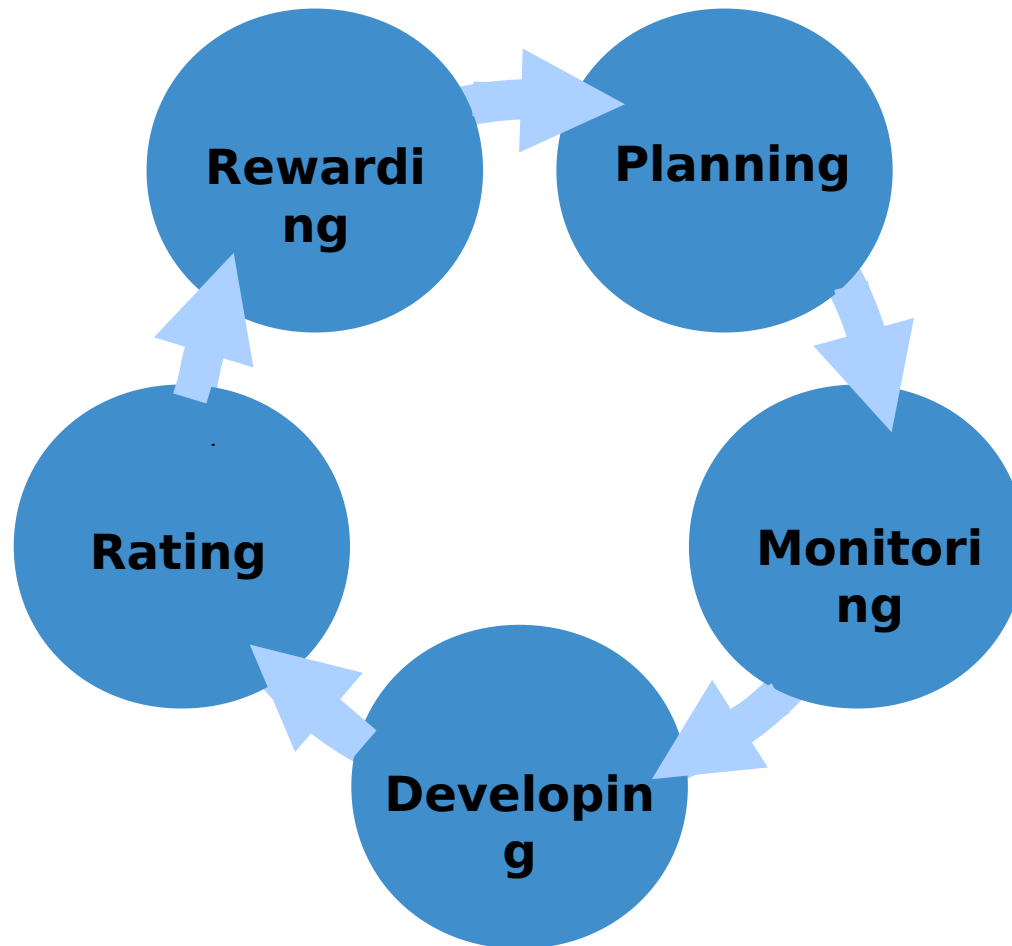 Rewardi
ng
Planning
Monitori
ng
Developin
g
Rating
.